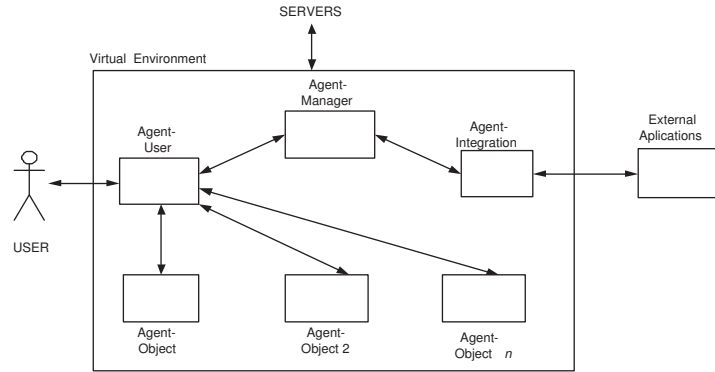 SERVERS
Virtual Environment
Agent-
Manager
Agent-
User
Agent-
Integration
External
Aplications
USER
Agent-
Object
Agent-
Object 2
Agent-
Object n